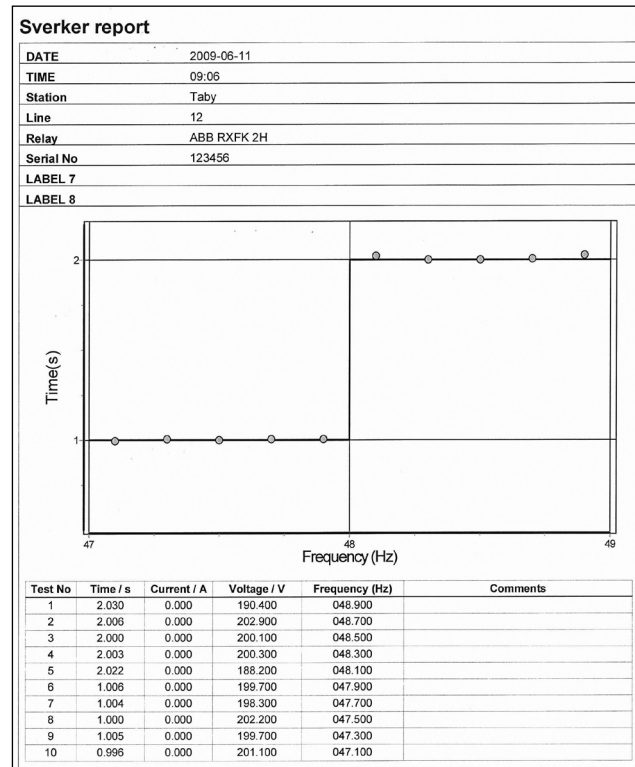 Sverker report
DATE 2009-06-11
TIME 09:06
Station Taby
Line 12
Relay ABB RXFK 2H
Serial No 123456
LABEL 7
LABEL 8
2
Time(s)
1
47 48 49
Frequency (Hz)
Test No Time / s Current / A Voltage / V Frequency (Hz) Comments
1 2.030 0.000 190.400 048.900
2 2.006 0.000 202.900 048.700
3 2.000 0.000 200.100 048.500
4 2.003 0.000 200.300 048.300
5 2.022 0.000 188.200 048.100
6 1.006 0.000 199.700 047.900
7 1.004 0.000 198.300 047.700
8 1.000 0.000 202.200 047.500
9 1.005 0.000 199.700 047.300
10 0.996 0.000 201.100 047.100